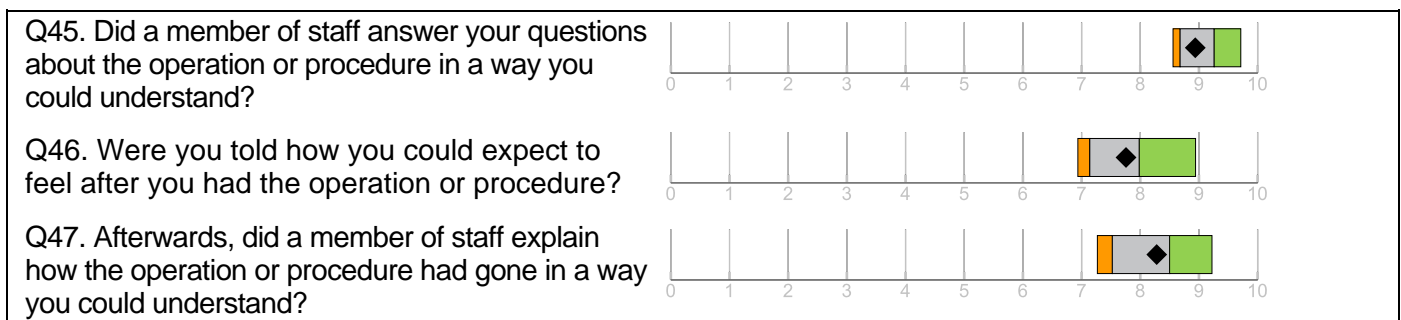 Q45. Did a member of staff answer your questions
about the operation or procedure in a way you
could understand?
0 1 2 3 4 5 6 7 8 9 10
Q46. Were you told how you could expect to
feel after you had the operation or procedure?
0 1 2 3 4 5 6 7 8 9 10
Q47. Afterwards, did a member of staff explain
how the operation or procedure had gone in a way
you could understand?
0 1 2 3 4 5 6 7 8 9 10